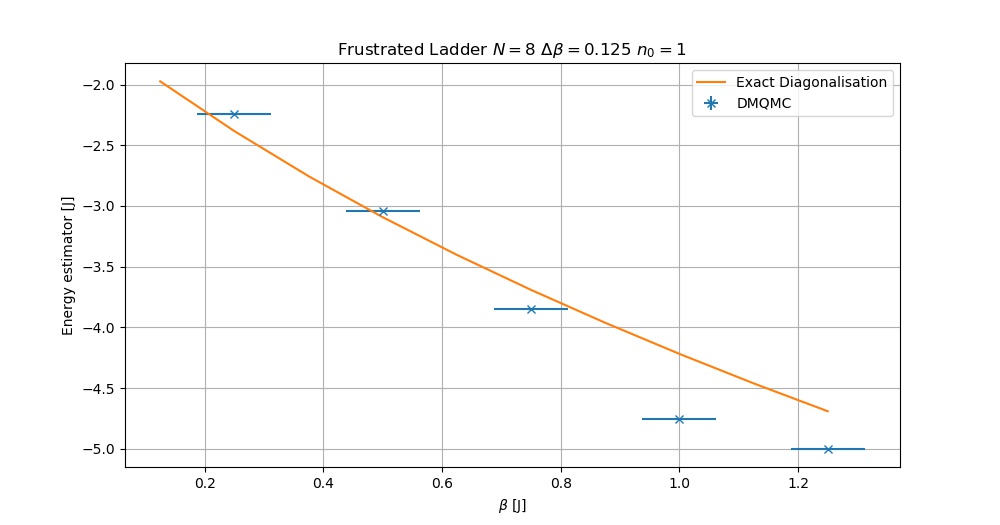 Frustrated Ladder N = 8 Δβ = 0.125 n₀ = 1
Exact Diagonalisation
DMQMC
Energy estimator [J]
−2.0
−2.5
−3.0
−3.5
−4.0
−4.5
−5.0
0.2 0.4 0.6 0.8 1.0 1.2
β [J]